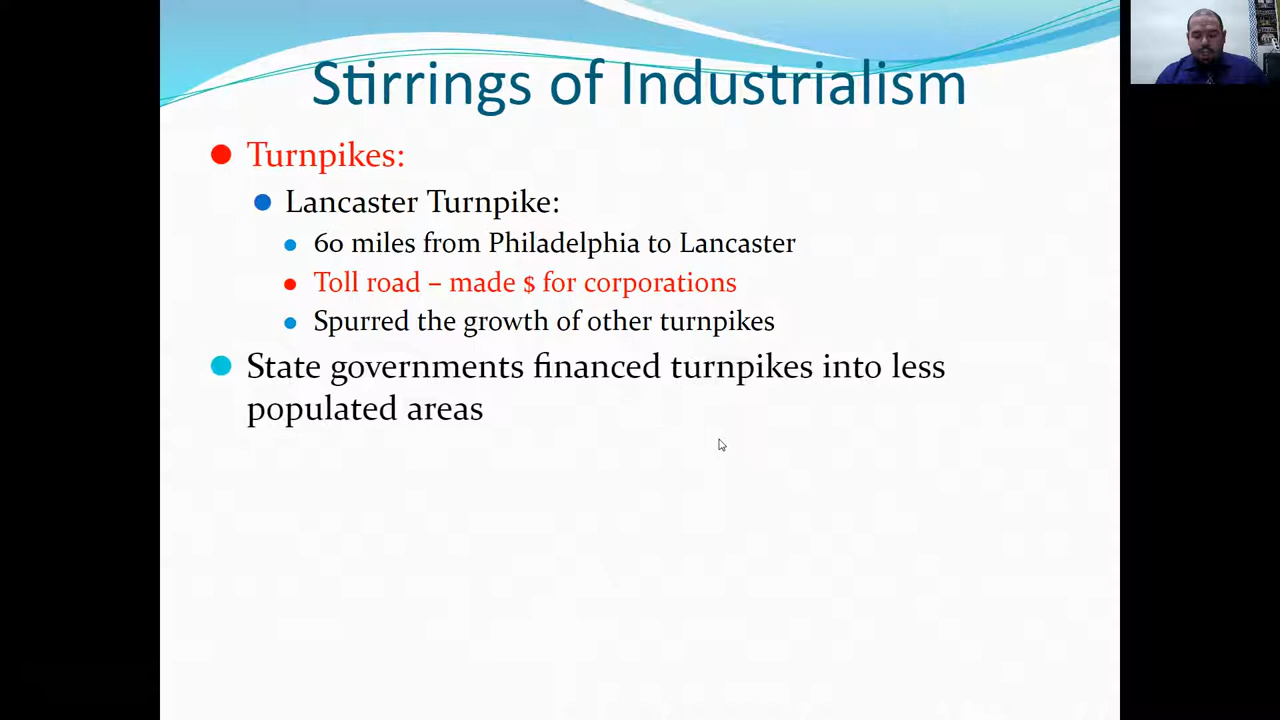 Stirrings of Industrialism
Turnpikes:
Lancaster Turnpike:
60 miles from Philadelphia to Lancaster
Toll road – made $ for corporations
Spurred the growth of other turnpikes
State governments financed turnpikes into less
populated areas